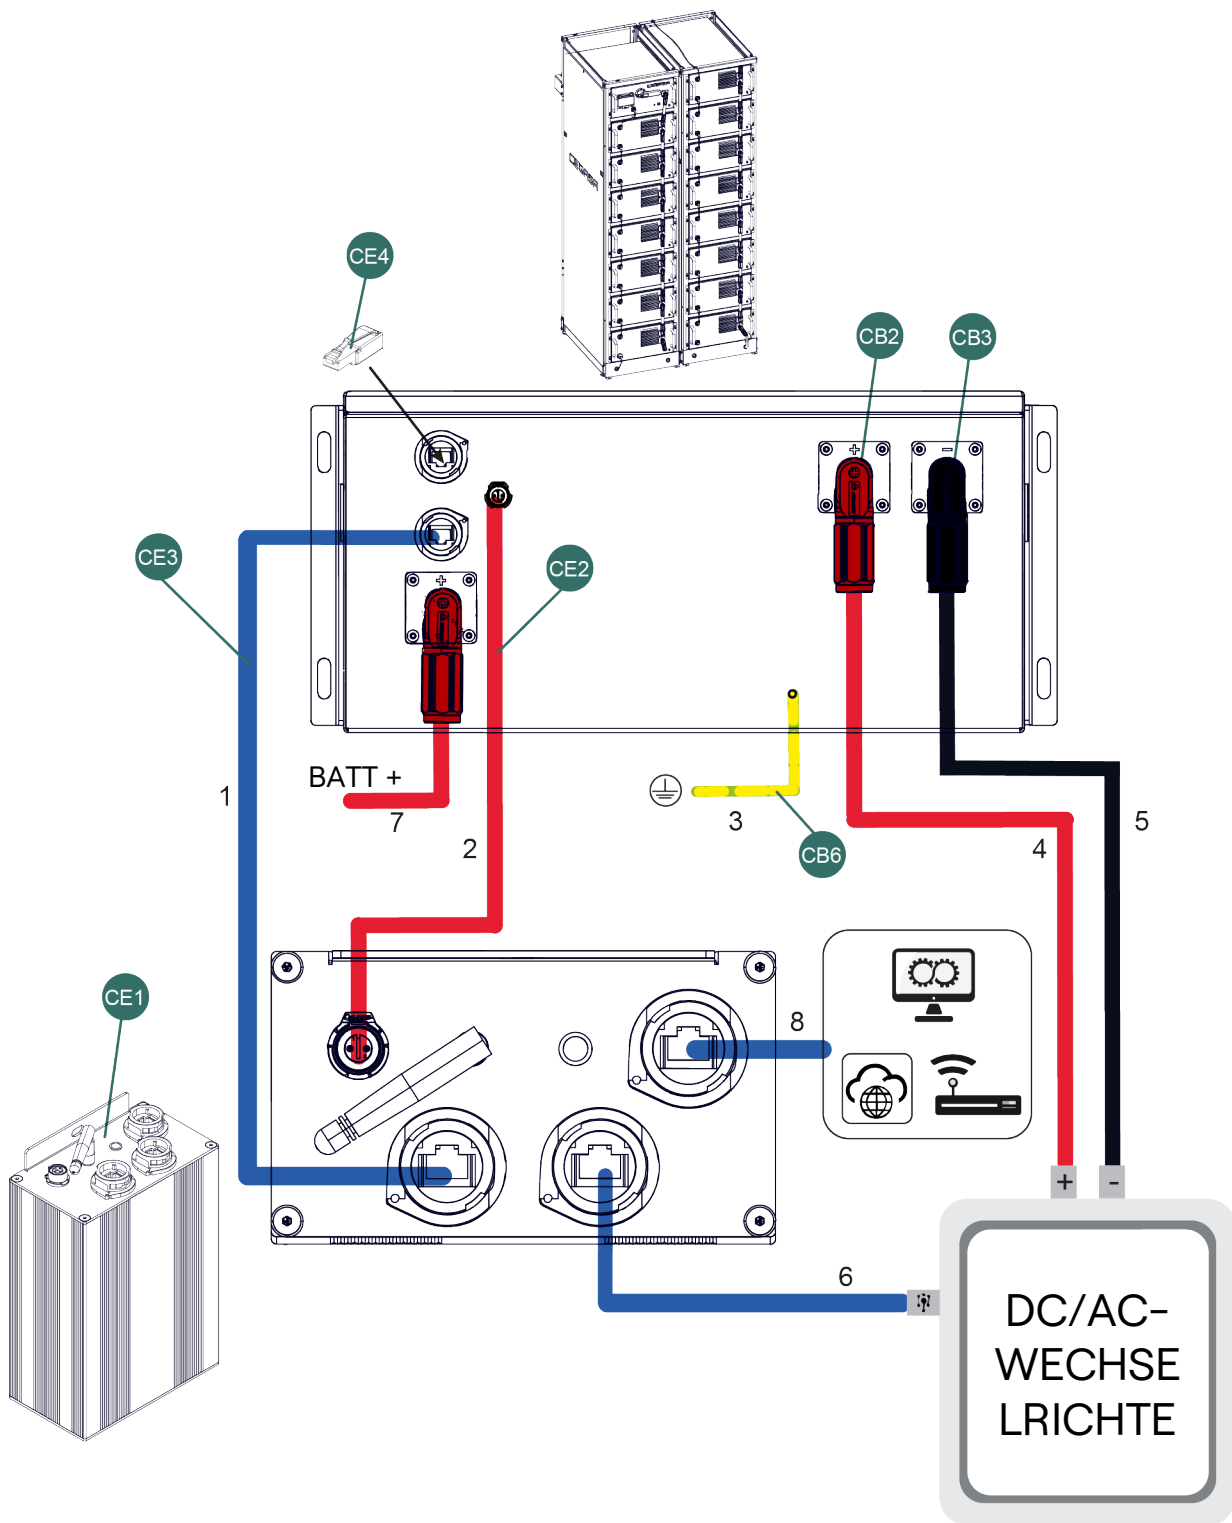 CE4
CB2
CB3
+
-
CE3
CE2
+
BATT +
1
7
2
3
4
5
CB6
CE1
8
+
-
6
DC/AC-
WECHSE
LRICHTE